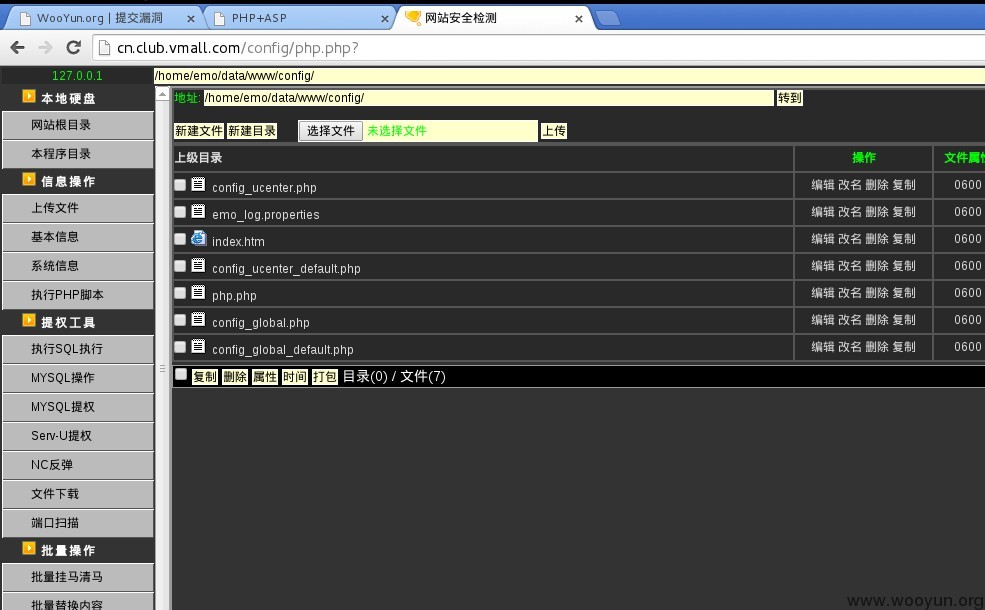 WooYun.org | 提交漏洞 PHP+ASP 网站安全检测
cn.club.vmall.com/config/php.php?
127.0.0.1 /home/emo/data/www/config/
本地硬盘
网站根目录
本程序目录
信息操作
上传文件
基本信息
系统信息
执行PHP脚本
提权工具
执行SQL执行
MYSQL操作
MYSQL提权
Serv-U提权
NC反弹
文件下载
端口扫描
批量操作
批量挂马清马
批量替换内容
地址: /home/emo/data/www/config/ 转到
新建文件 新建目录 选择文件 未选择文件 上传
上级目录 操作 文件属
config_ucenter.php 编辑 改名 删除 复制 0600
emo_log.properties 编辑 改名 删除 复制 0600
index.htm 编辑 改名 删除 复制 0600
config_ucenter_default.php 编辑 改名 删除 复制 0600
php.php 编辑 改名 删除 复制 0600
config_global.php 编辑 改名 删除 复制 0600
config_global_default.php 编辑 改名 删除 复制 0600
复制 删除 属性 时间 打包 目录(0) / 文件(7)
www.wooyun.org